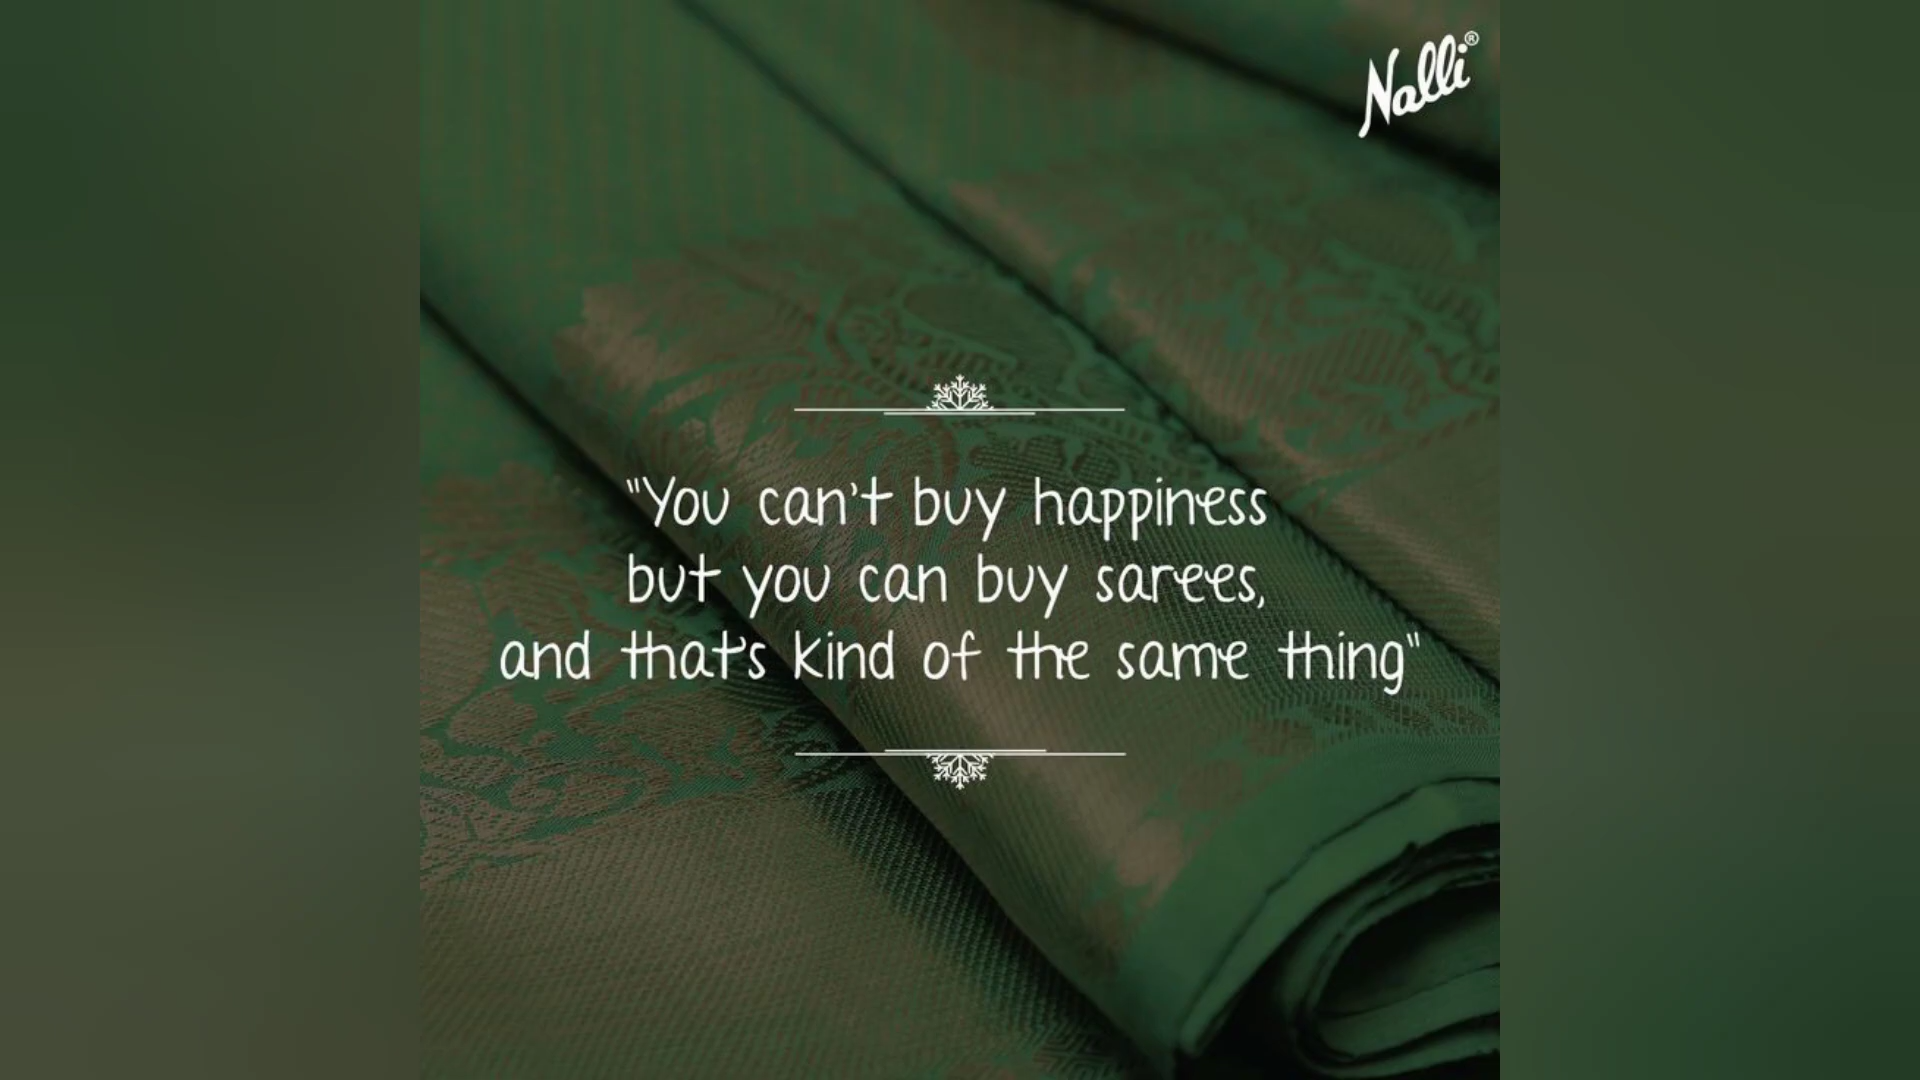 Nalli®
"You can't buy happiness
but you can buy sarees,
and that's kind of the same thing"